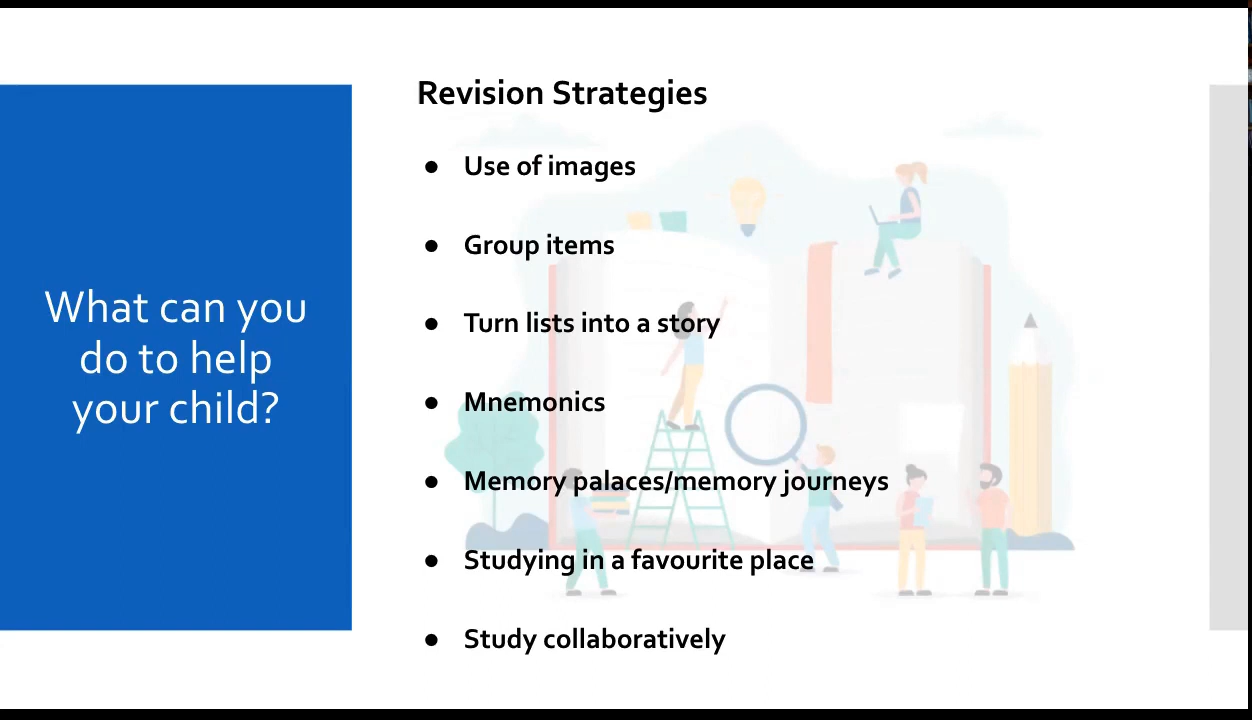 What can you
do to help
your child?
Revision Strategies
● Use of images
● Group items
● Turn lists into a story
● Mnemonics
● Memory palaces/memory journeys
● Studying in a favourite place
● Study collaboratively